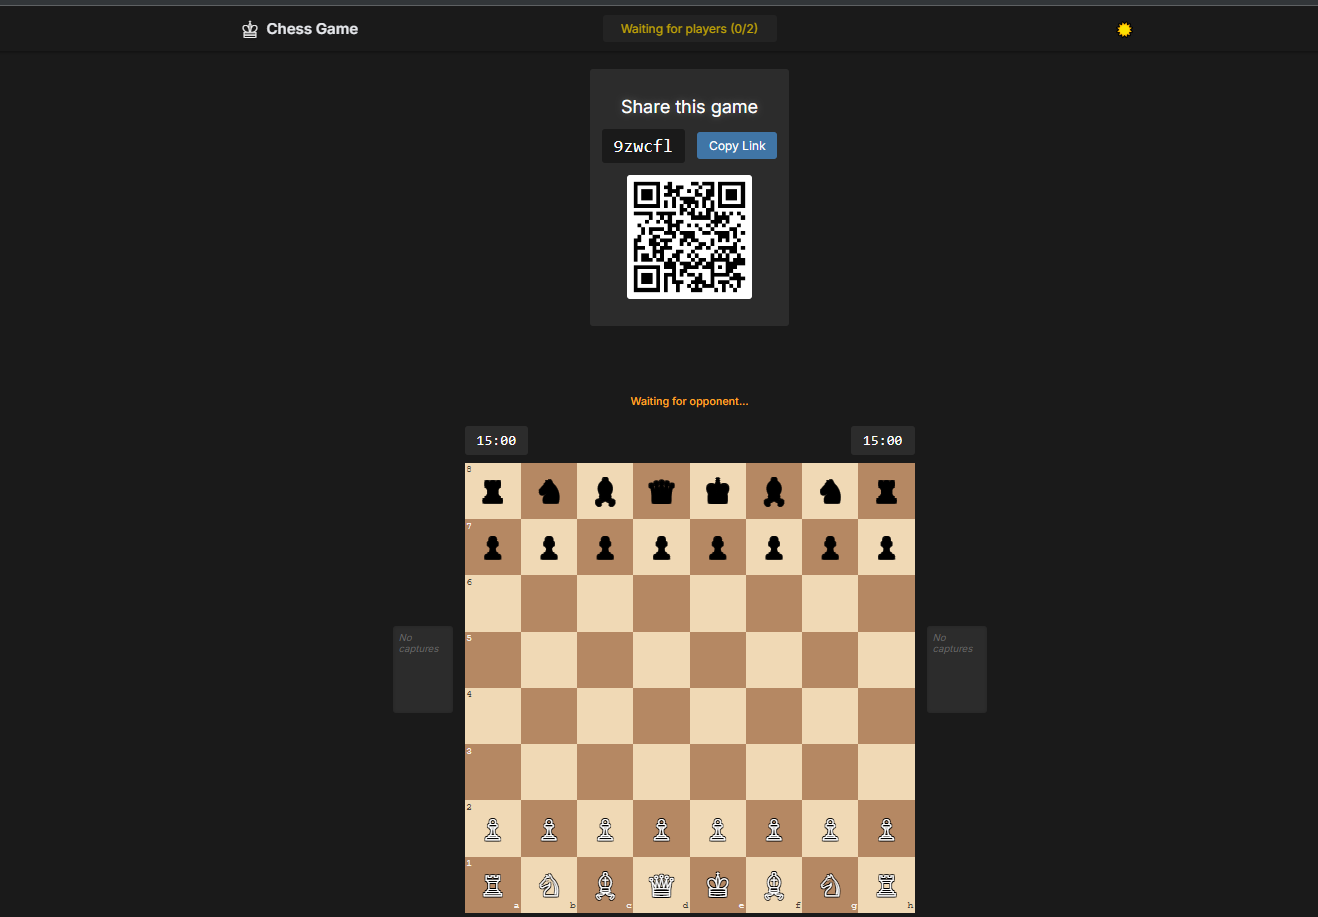 Chess Game
Waiting for players (0/2)
Share this game
9zwcfl
Copy Link
Waiting for opponent...
15:00
15:00
8
7
6
5
No captures
No captures
4
3
2
1
a b c d e f g h